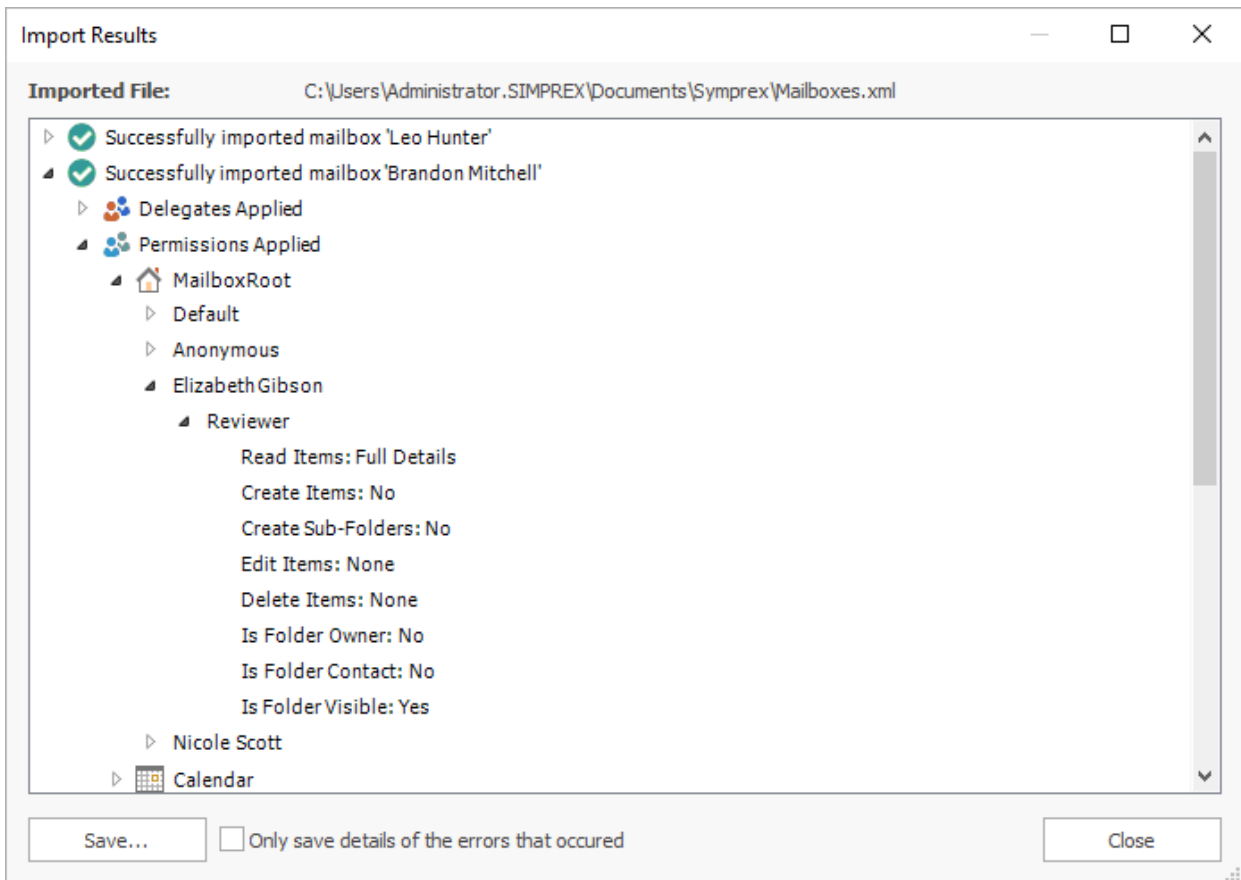 Import Results
Imported File: C:\Users\Administrator.SIMPREX\Documents\Symprex\Mailboxes.xml
Successfully imported mailbox 'Leo Hunter'
Successfully imported mailbox 'Brandon Mitchell'
Delegates Applied
Permissions Applied
MailboxRoot
Default
Anonymous
Elizabeth Gibson
Reviewer
Read Items: Full Details
Create Items: No
Create Sub-Folders: No
Edit Items: None
Delete Items: None
Is Folder Owner: No
Is Folder Contact: No
Is Folder Visible: Yes
Nicole Scott
Calendar
Save... Only save details of the errors that occured Close